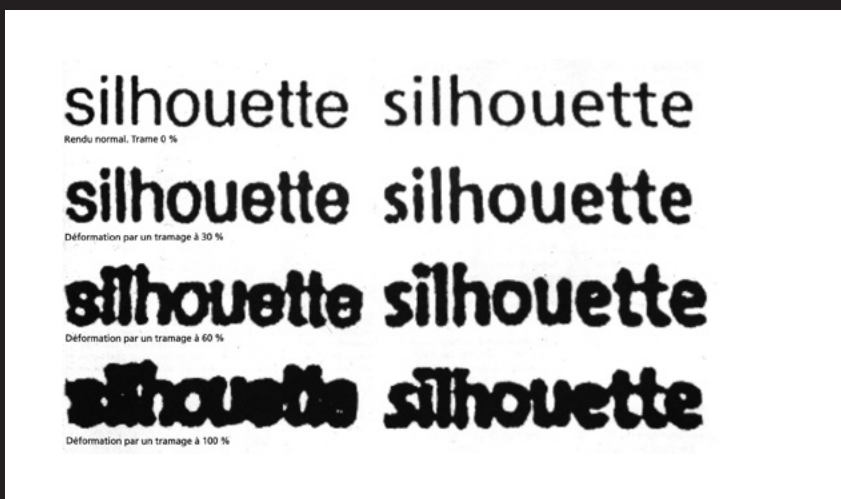 silhouette silhouette
Rendu normal. Trame 0 %
silhouette silhouette
Déformation par un tramage à 30 %
silhouette silhouette
Déformation par un tramage à 60 %
silhouette silhouette
Déformation par un tramage à 100 %